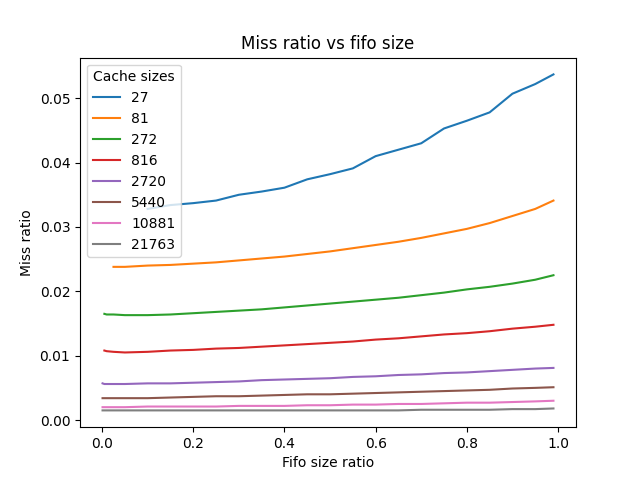 Miss ratio vs fifo size
Cache sizes
27
81
272
816
2720
5440
10881
21763
0.05
0.04
0.03
0.02
0.01
0.00
Miss ratio
0.0 0.2 0.4 0.6 0.8 1.0
Fifo size ratio